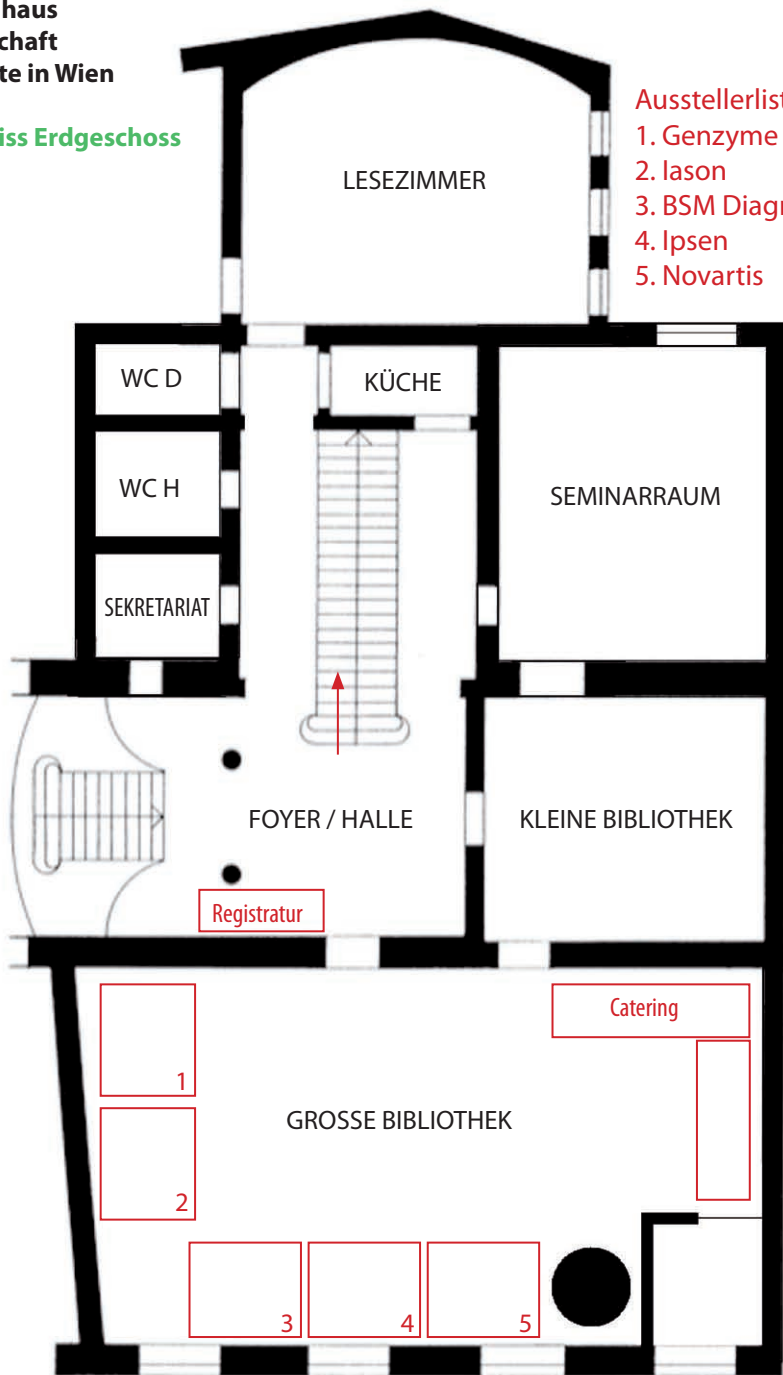 haus
chaft
te in Wien
iss Erdgeschoss
Ausstellerlist
1. Genzyme
2. Iason
3. BSM Diagn
4. Ipsen
5. Novartis
LESEZIMMER
WC D
KÜCHE
WC H
SEMINARRAUM
SEKRETARIAT
FOYER / HALLE
KLEINE BIBLIOTHEK
Registratur
Catering
1
GROSSE BIBLIOTHEK
2
3
4
5